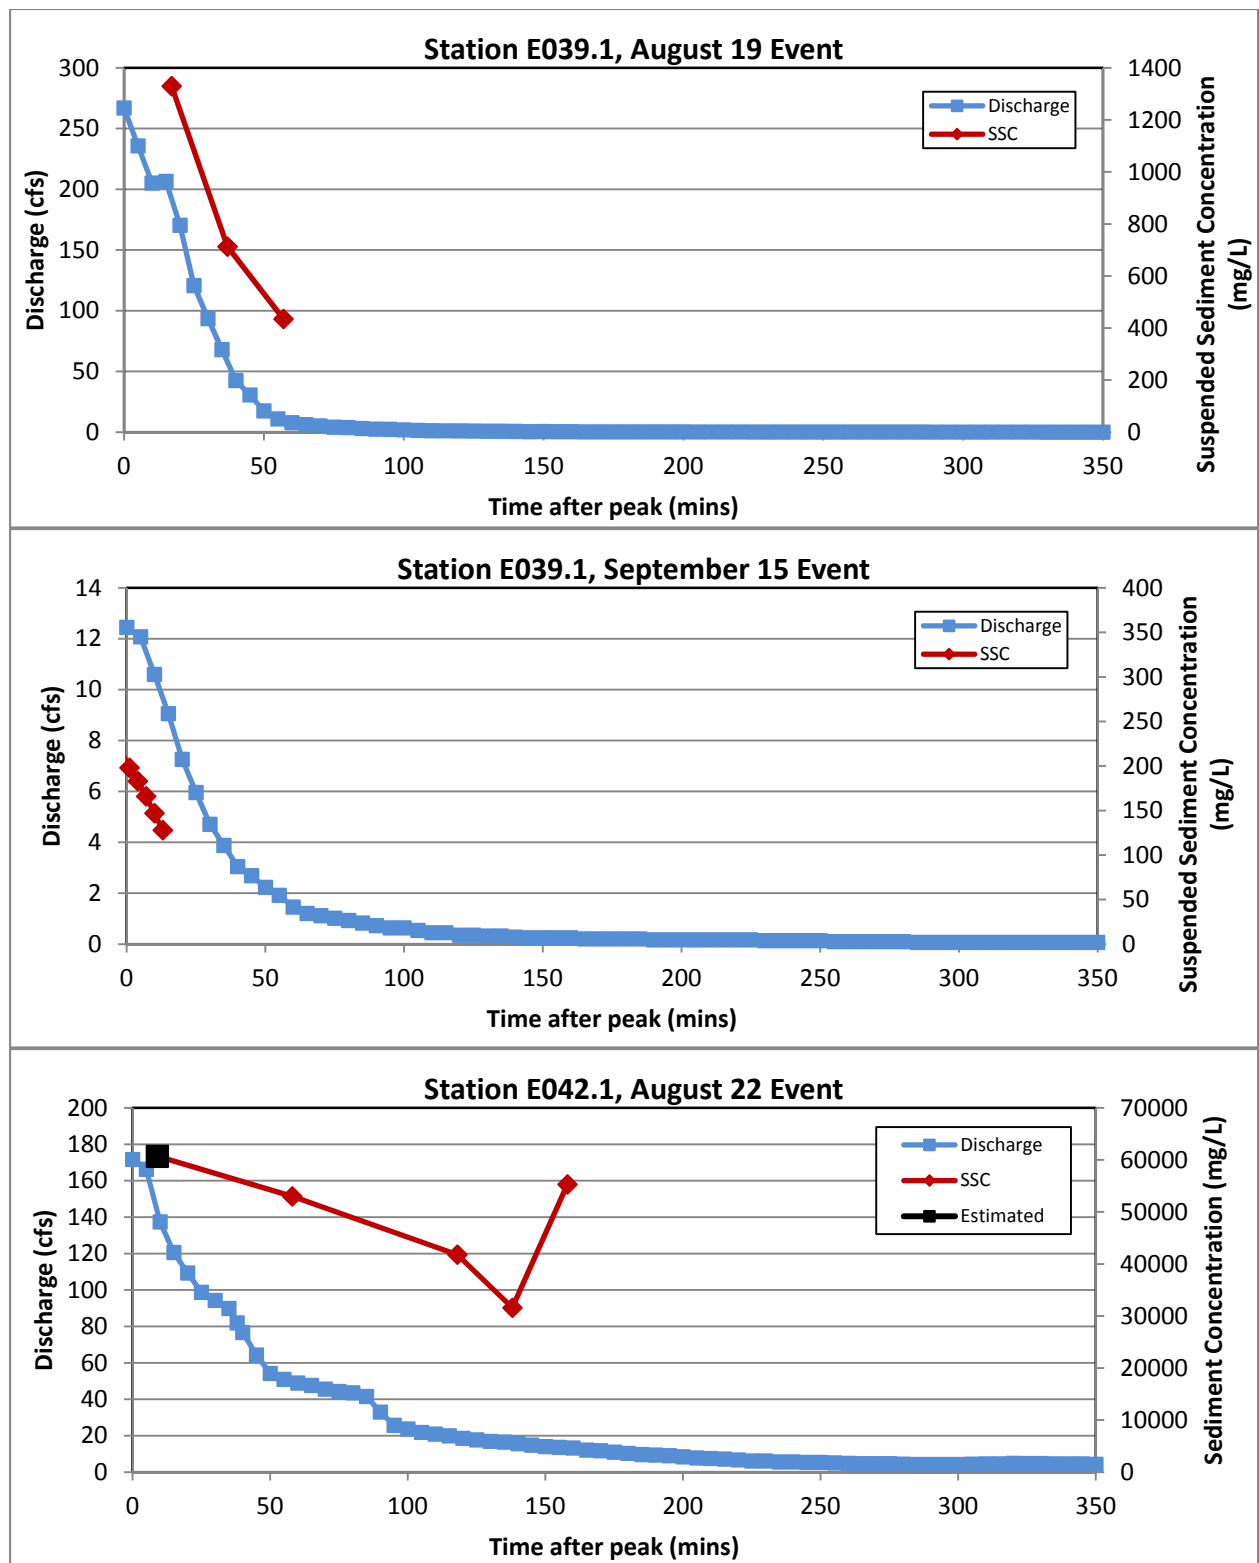 Station E039.1, August 19 Event
300
250
200
150
100
50
0
Discharge (cfs)
1400
1200
1000
800
600
400
200
0
Suspended Sediment Concentration
(mg/L)
Discharge
SSC
0 50 100 150 200 250 300 350
Time after peak (mins)
Station E039.1, September 15 Event
14
12
10
8
6
4
2
0
Discharge (cfs)
400
350
300
250
200
150
100
50
0
Suspended Sediment Concentration
(mg/L)
Discharge
SSC
0 50 100 150 200 250 300 350
Time after peak (mins)
Station E042.1, August 22 Event
200
180
160
140
120
100
80
60
40
20
0
Discharge (cfs)
70000
60000
50000
40000
30000
20000
10000
0
Sediment Concentration (mg/L)
Discharge
SSC
Estimated
0 50 100 150 200 250 300 350
Time after peak (mins)